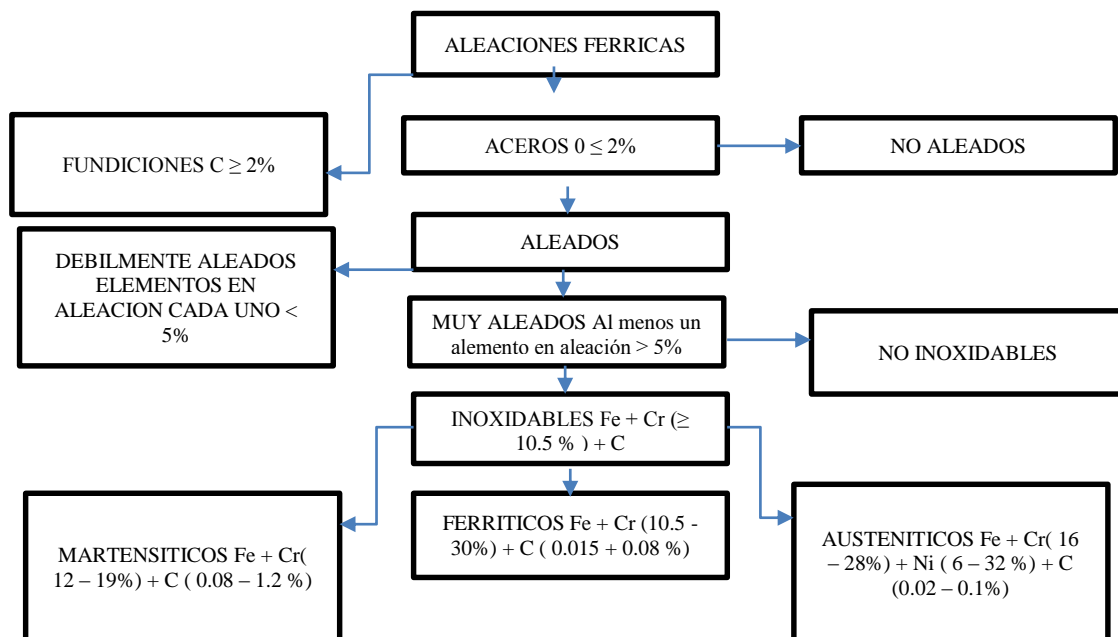 ALEACIONES FERRICAS
FUNDICIONES C ≥ 2%
ACEROS 0 ≤ 2%
NO ALEADOS
ALEADOS
DEBILMENTE ALEADOS
ELEMENTOS EN
ALEACION CADA UNO <
5%
MUY ALEADOS Al menos un
alemento en aleación > 5%
NO INOXIDABLES
INOXIDABLES Fe + Cr (≥
10.5 % ) + C
MARTENSITICOS Fe + Cr(
12 – 19%) + C ( 0.08 – 1.2 %)
FERRITICOS Fe + Cr (10.5 -
30%) + C ( 0.015 + 0.08 %)
AUSTENITICOS Fe + Cr( 16
– 28%) + Ni ( 6 – 32 %) + C
(0.02 – 0.1%)